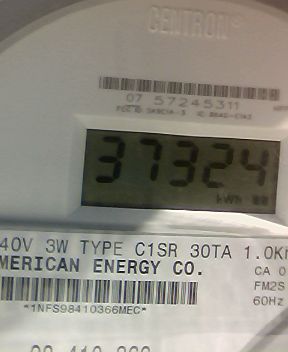 CENTRON®
07 57245311
37324
kWh
40V 3W TYPE C1SR 30TA 1.0Kh
MERICAN ENERGY CO.
CA 0
FM2S
60Hz
*1NFS98410366MEC*